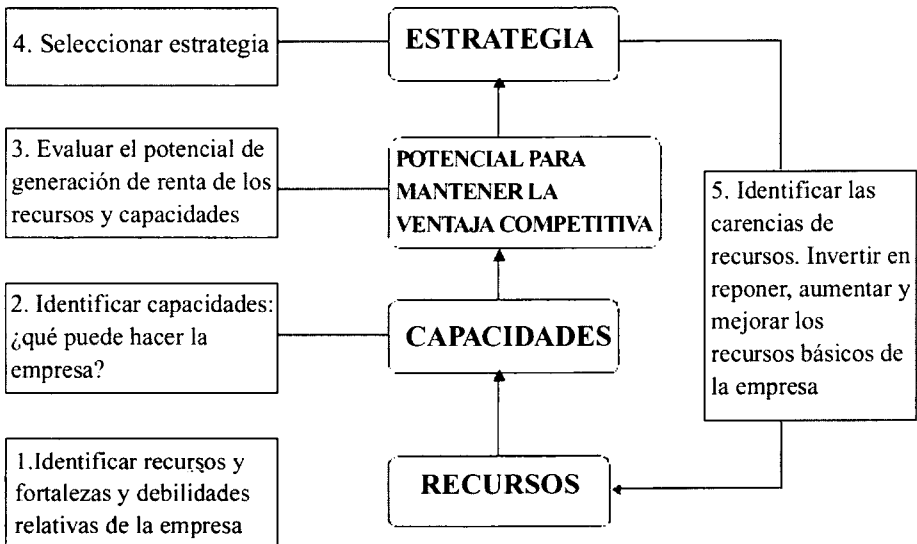 4. Seleccionar estrategia
ESTRATEGIA
3. Evaluar el potencial de
generación de renta de los
recursos y capacidades
POTENCIAL PARA
MANTENER LA
VENTAJA COMPETITIVA
5. Identificar las
carencias de
recursos. Invertir en
reponer, aumentar y
mejorar los
recursos básicos de
la empresa
2. Identificar capacidades:
¿qué puede hacer la
empresa?
CAPACIDADES
1.Identificar recursos y
fortalezas y debilidades
relativas de la empresa
RECURSOS